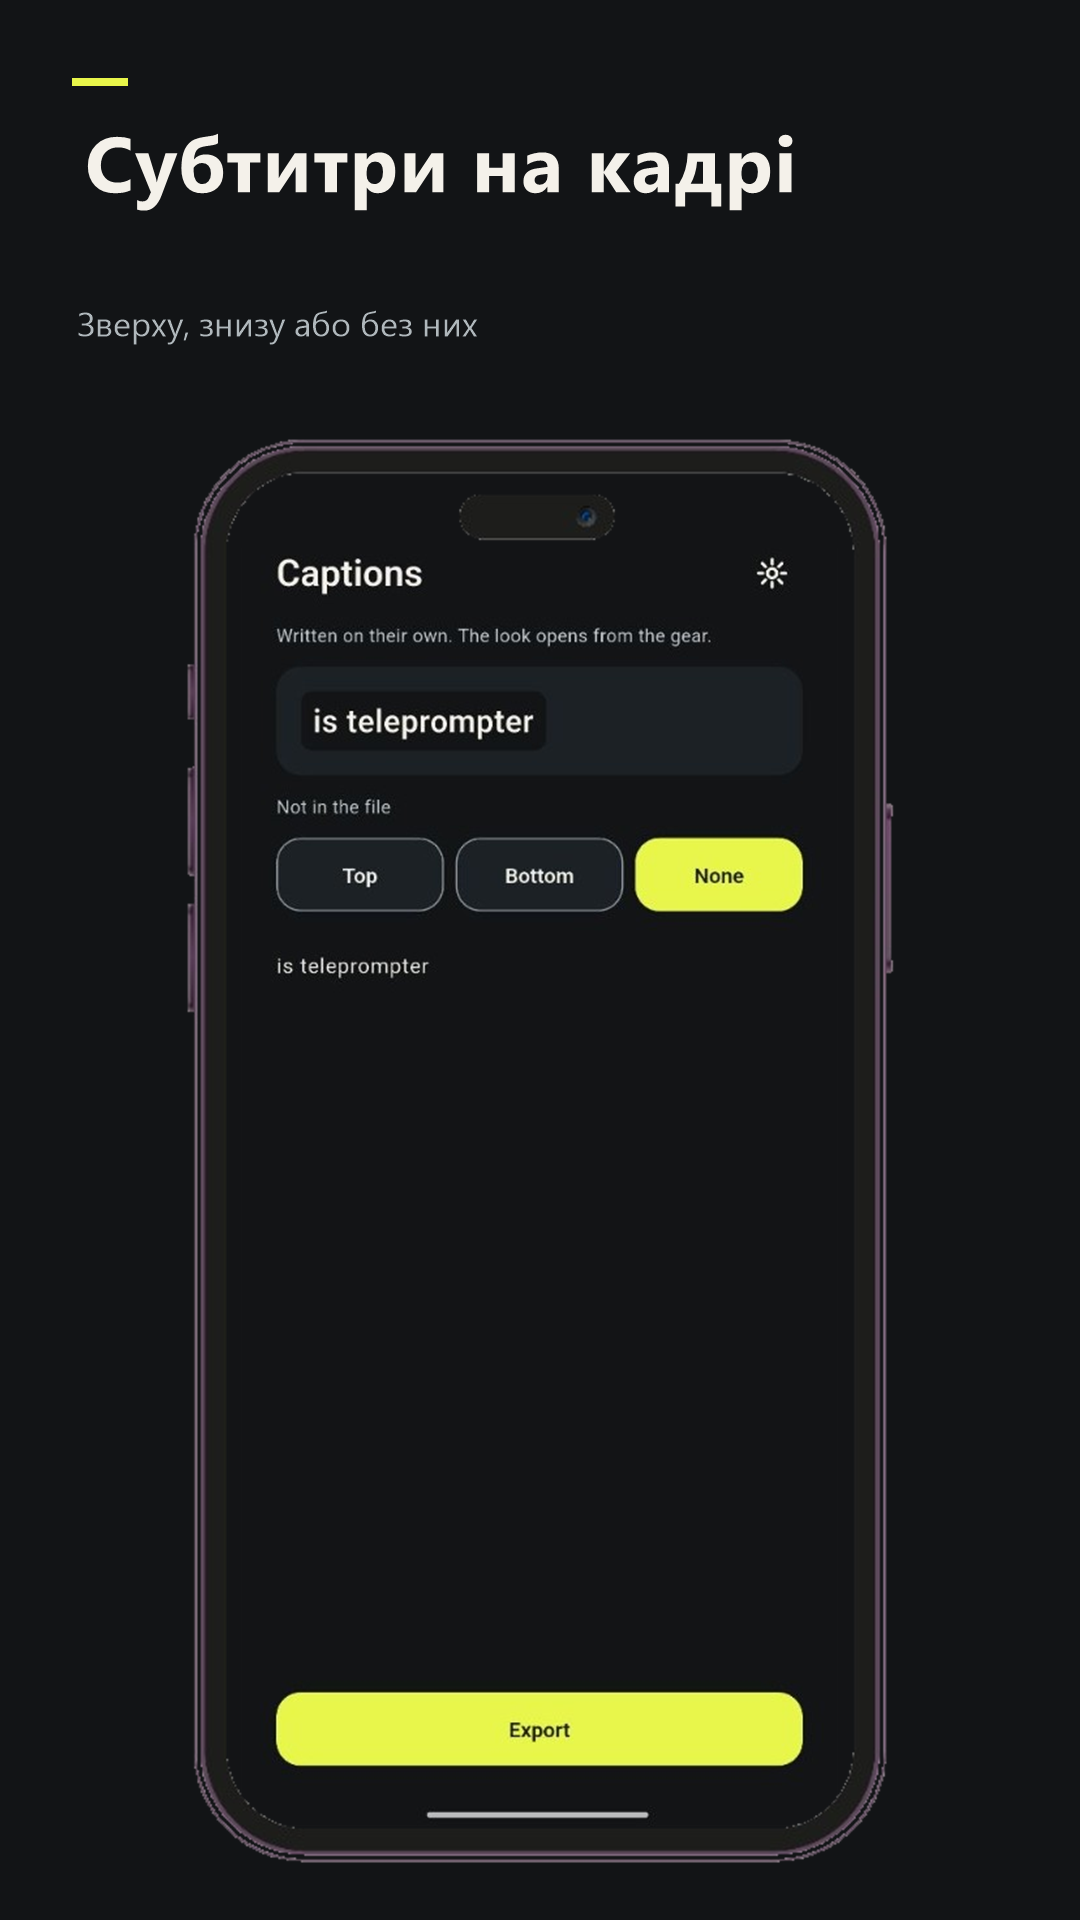 Субтитри на кадрі
Зверху, знизу або без них
Captions
Written on their own. The look opens from the gear.
is teleprompter
Not in the file
Top
Bottom
None
is teleprompter
Export